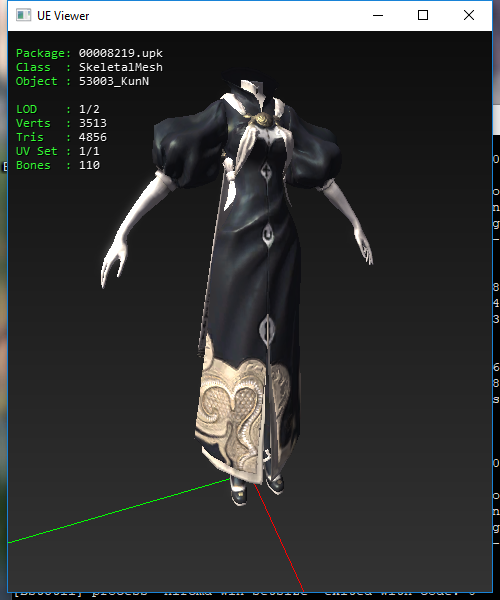 UE Viewer
Package: 00008219.upk
Class : SkeletalMesh
Object : 53003_KunN
LOD : 1/2
Verts : 3513
Tris : 4856
UV Set : 1/1
Bones : 110